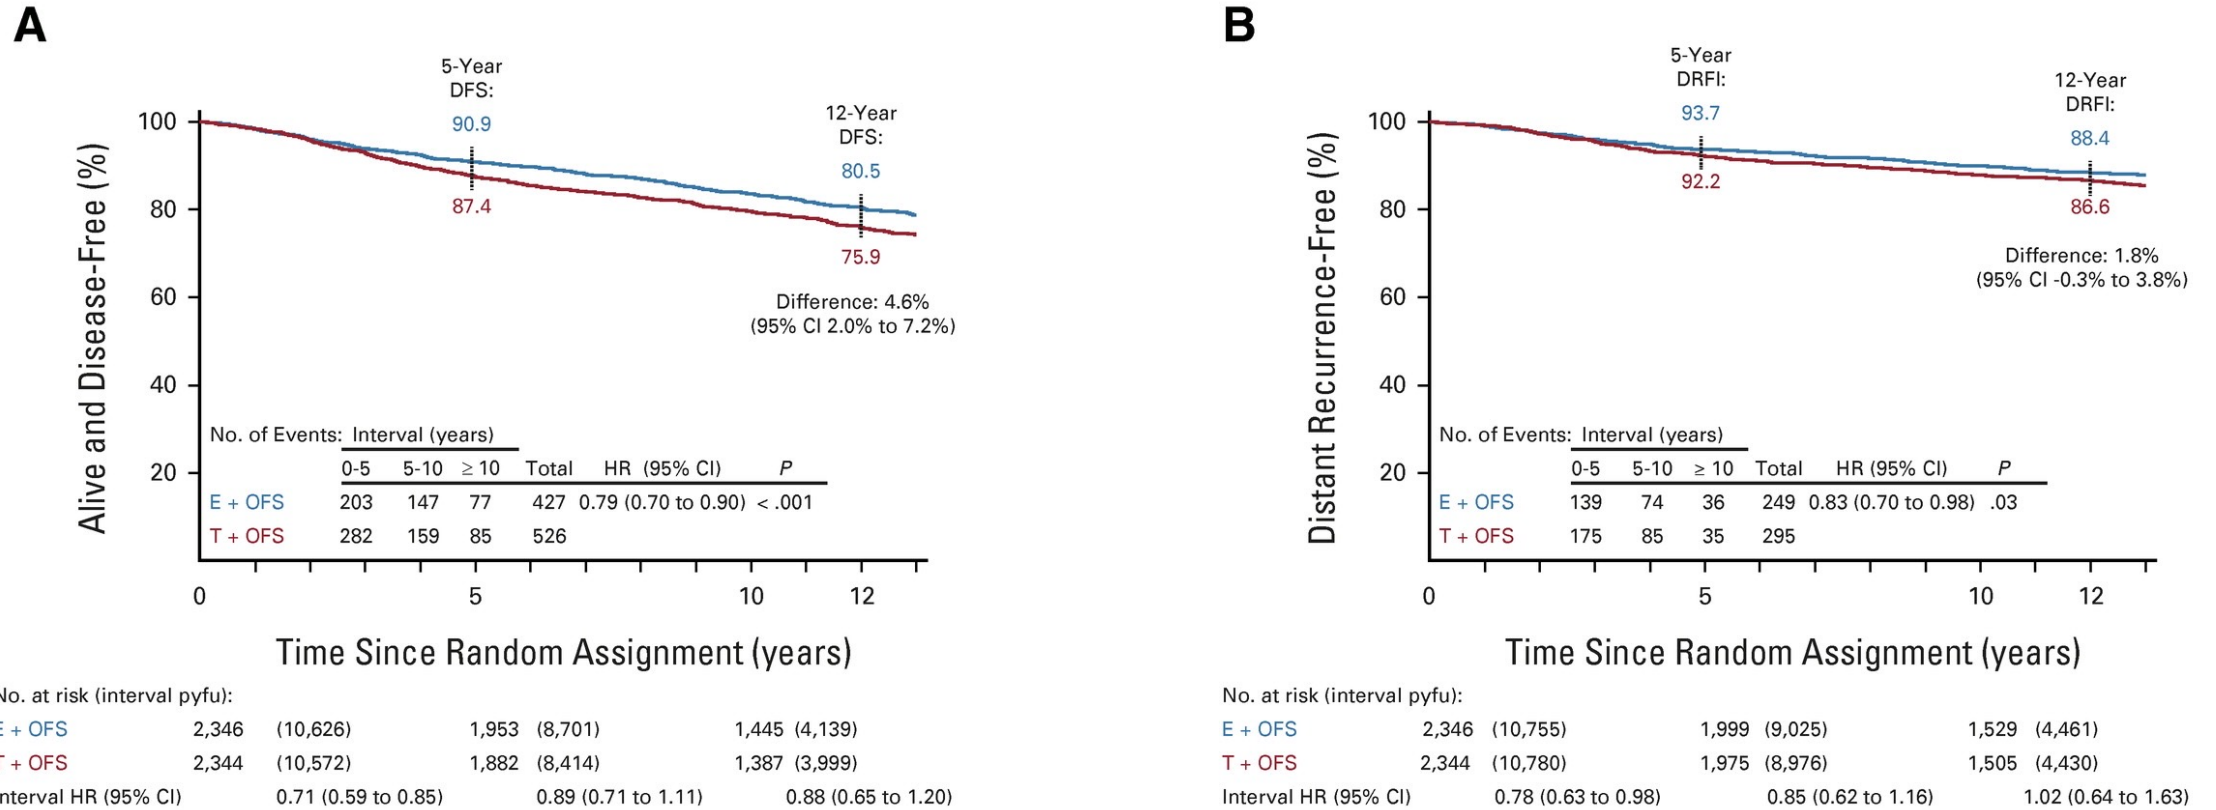 A
5-Year
DFS:
90.9
87.4
12-Year
DFS:
80.5
75.9
Difference: 4.6%
(95% CI 2.0% to 7.2%)
Alive and Disease-Free (%)
100
80
60
40
20
No. of Events: Interval (years)
0-5 5-10 ≥ 10 Total HR (95% CI) P
E + OFS 203 147 77 427 0.79 (0.70 to 0.90) < .001
T + OFS 282 159 85 526
0 5 10 12
Time Since Random Assignment (years)
No. at risk (interval pyfu):
E + OFS 2,346 (10,626) 1,953 (8,701) 1,445 (4,139)
T + OFS 2,344 (10,572) 1,882 (8,414) 1,387 (3,999)
Interval HR (95% CI) 0.71 (0.59 to 0.85) 0.89 (0.71 to 1.11) 0.88 (0.65 to 1.20)
B
5-Year
DRFI:
93.7
92.2
12-Year
DRFI:
88.4
86.6
Difference: 1.8%
(95% CI -0.3% to 3.8%)
Distant Recurrence-Free (%)
100
80
60
40
20
No. of Events: Interval (years)
0-5 5-10 ≥ 10 Total HR (95% CI) P
E + OFS 139 74 36 249 0.83 (0.70 to 0.98) .03
T + OFS 175 85 35 295
0 5 10 12
Time Since Random Assignment (years)
No. at risk (interval pyfu):
E + OFS 2,346 (10,755) 1,999 (9,025) 1,529 (4,461)
T + OFS 2,344 (10,780) 1,975 (8,976) 1,505 (4,430)
Interval HR (95% CI) 0.78 (0.63 to 0.98) 0.85 (0.62 to 1.16) 1.02 (0.64 to 1.63)